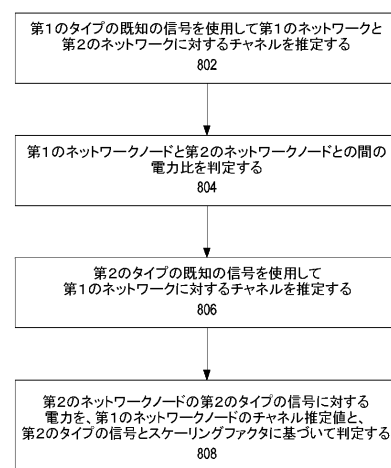 第1のタイプの既知の信号を使用して第1のネットワークと
第2のネットワークに対するチャネルを推定する
802
第1のネットワークノードと第2のネットワークノードとの間の
電力比を判定する
804
第2のタイプの既知の信号を使用して
第1のネットワークに対するチャネルを推定する
806
第2のネットワークノードの第2のタイプの信号に対する
電力を、第1のネットワークノードのチャネル推定値と、
第2のタイプの信号とスケーリングファクタに基づいて判定する
808